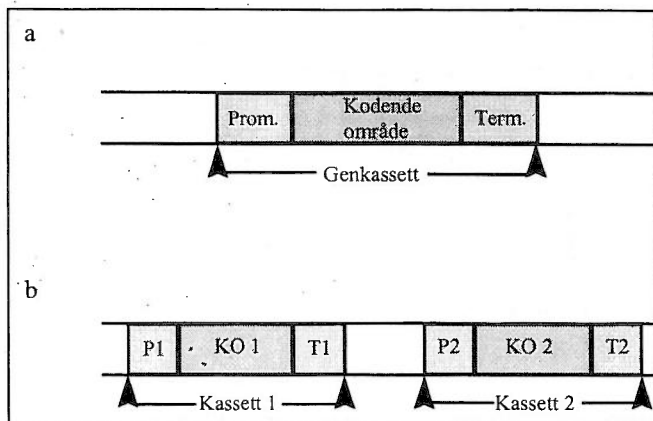 a
Prom. Kodende område Term.
Genkassett
b
P1 KO 1 T1 P2 KO 2 T2
Kassett 1 Kassett 2